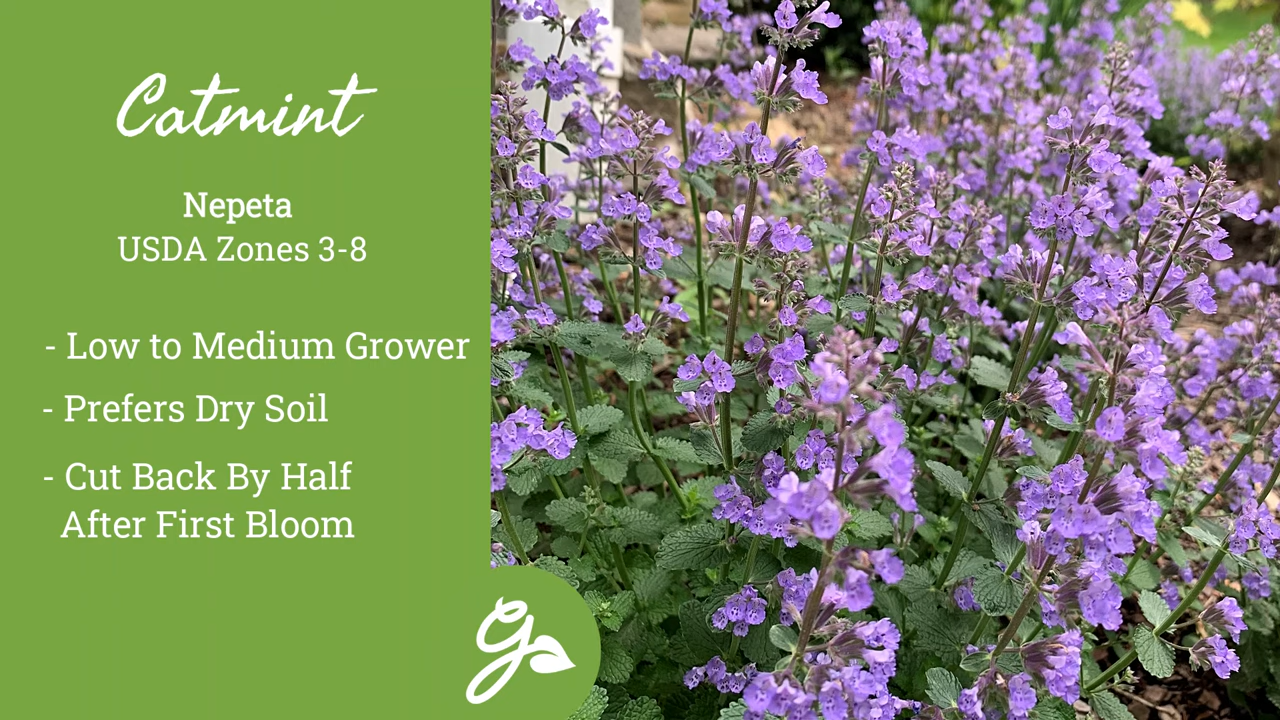 Catmint
Nepeta
USDA Zones 3-8
- Low to Medium Grower
- Prefers Dry Soil
- Cut Back By Half
After First Bloom
g